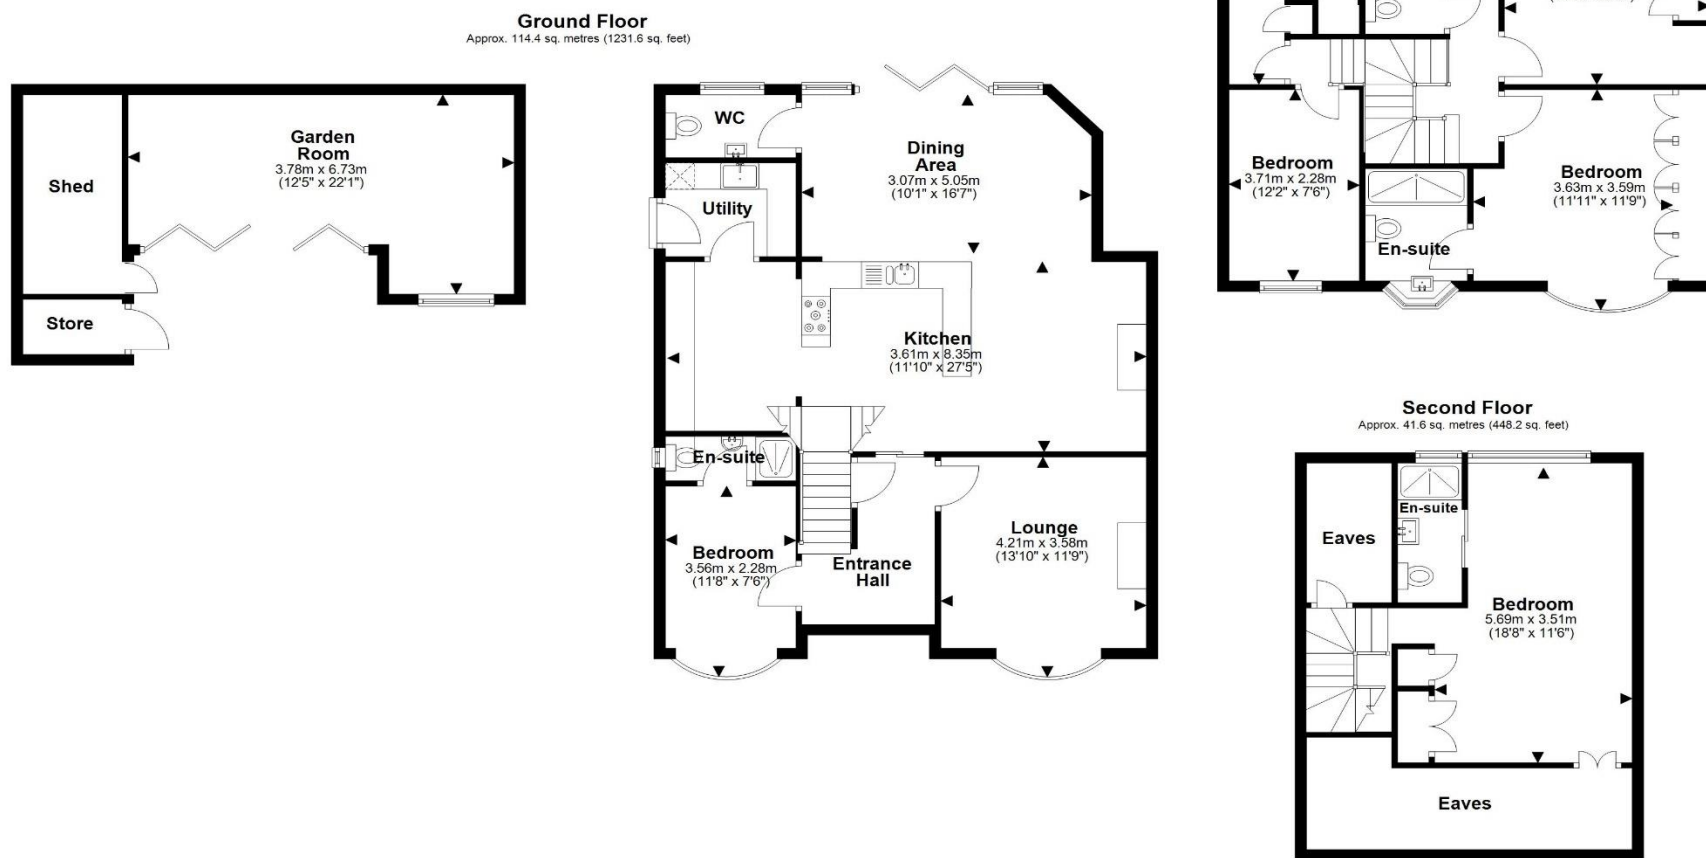 Ground Floor
Approx. 114.4 sq. metres (1231.6 sq. feet)
Shed
Garden
Room
3.78m x 6.73m
(12'5" x 22'1")
Store
WC
Utility
Dining
Area
3.07m x 5.05m
(10'1" x 16'7")
Kitchen
3.61m x 8.35m
(11'10" x 27'5")
En-suite
Bedroom
3.56m x 2.28m
(11'8" x 7'6")
Entrance
Hall
Lounge
4.21m x 3.58m
(13'10" x 11'9")
Bedroom
3.71m x 2.28m
(12'2" x 7'6")
En-suite
Bedroom
3.63m x 3.59m
(11'11" x 11'9")
Second Floor
Approx. 41.6 sq. metres (448.2 sq. feet)
Eaves
En-suite
Bedroom
5.69m x 3.51m
(18'8" x 11'6")
Eaves